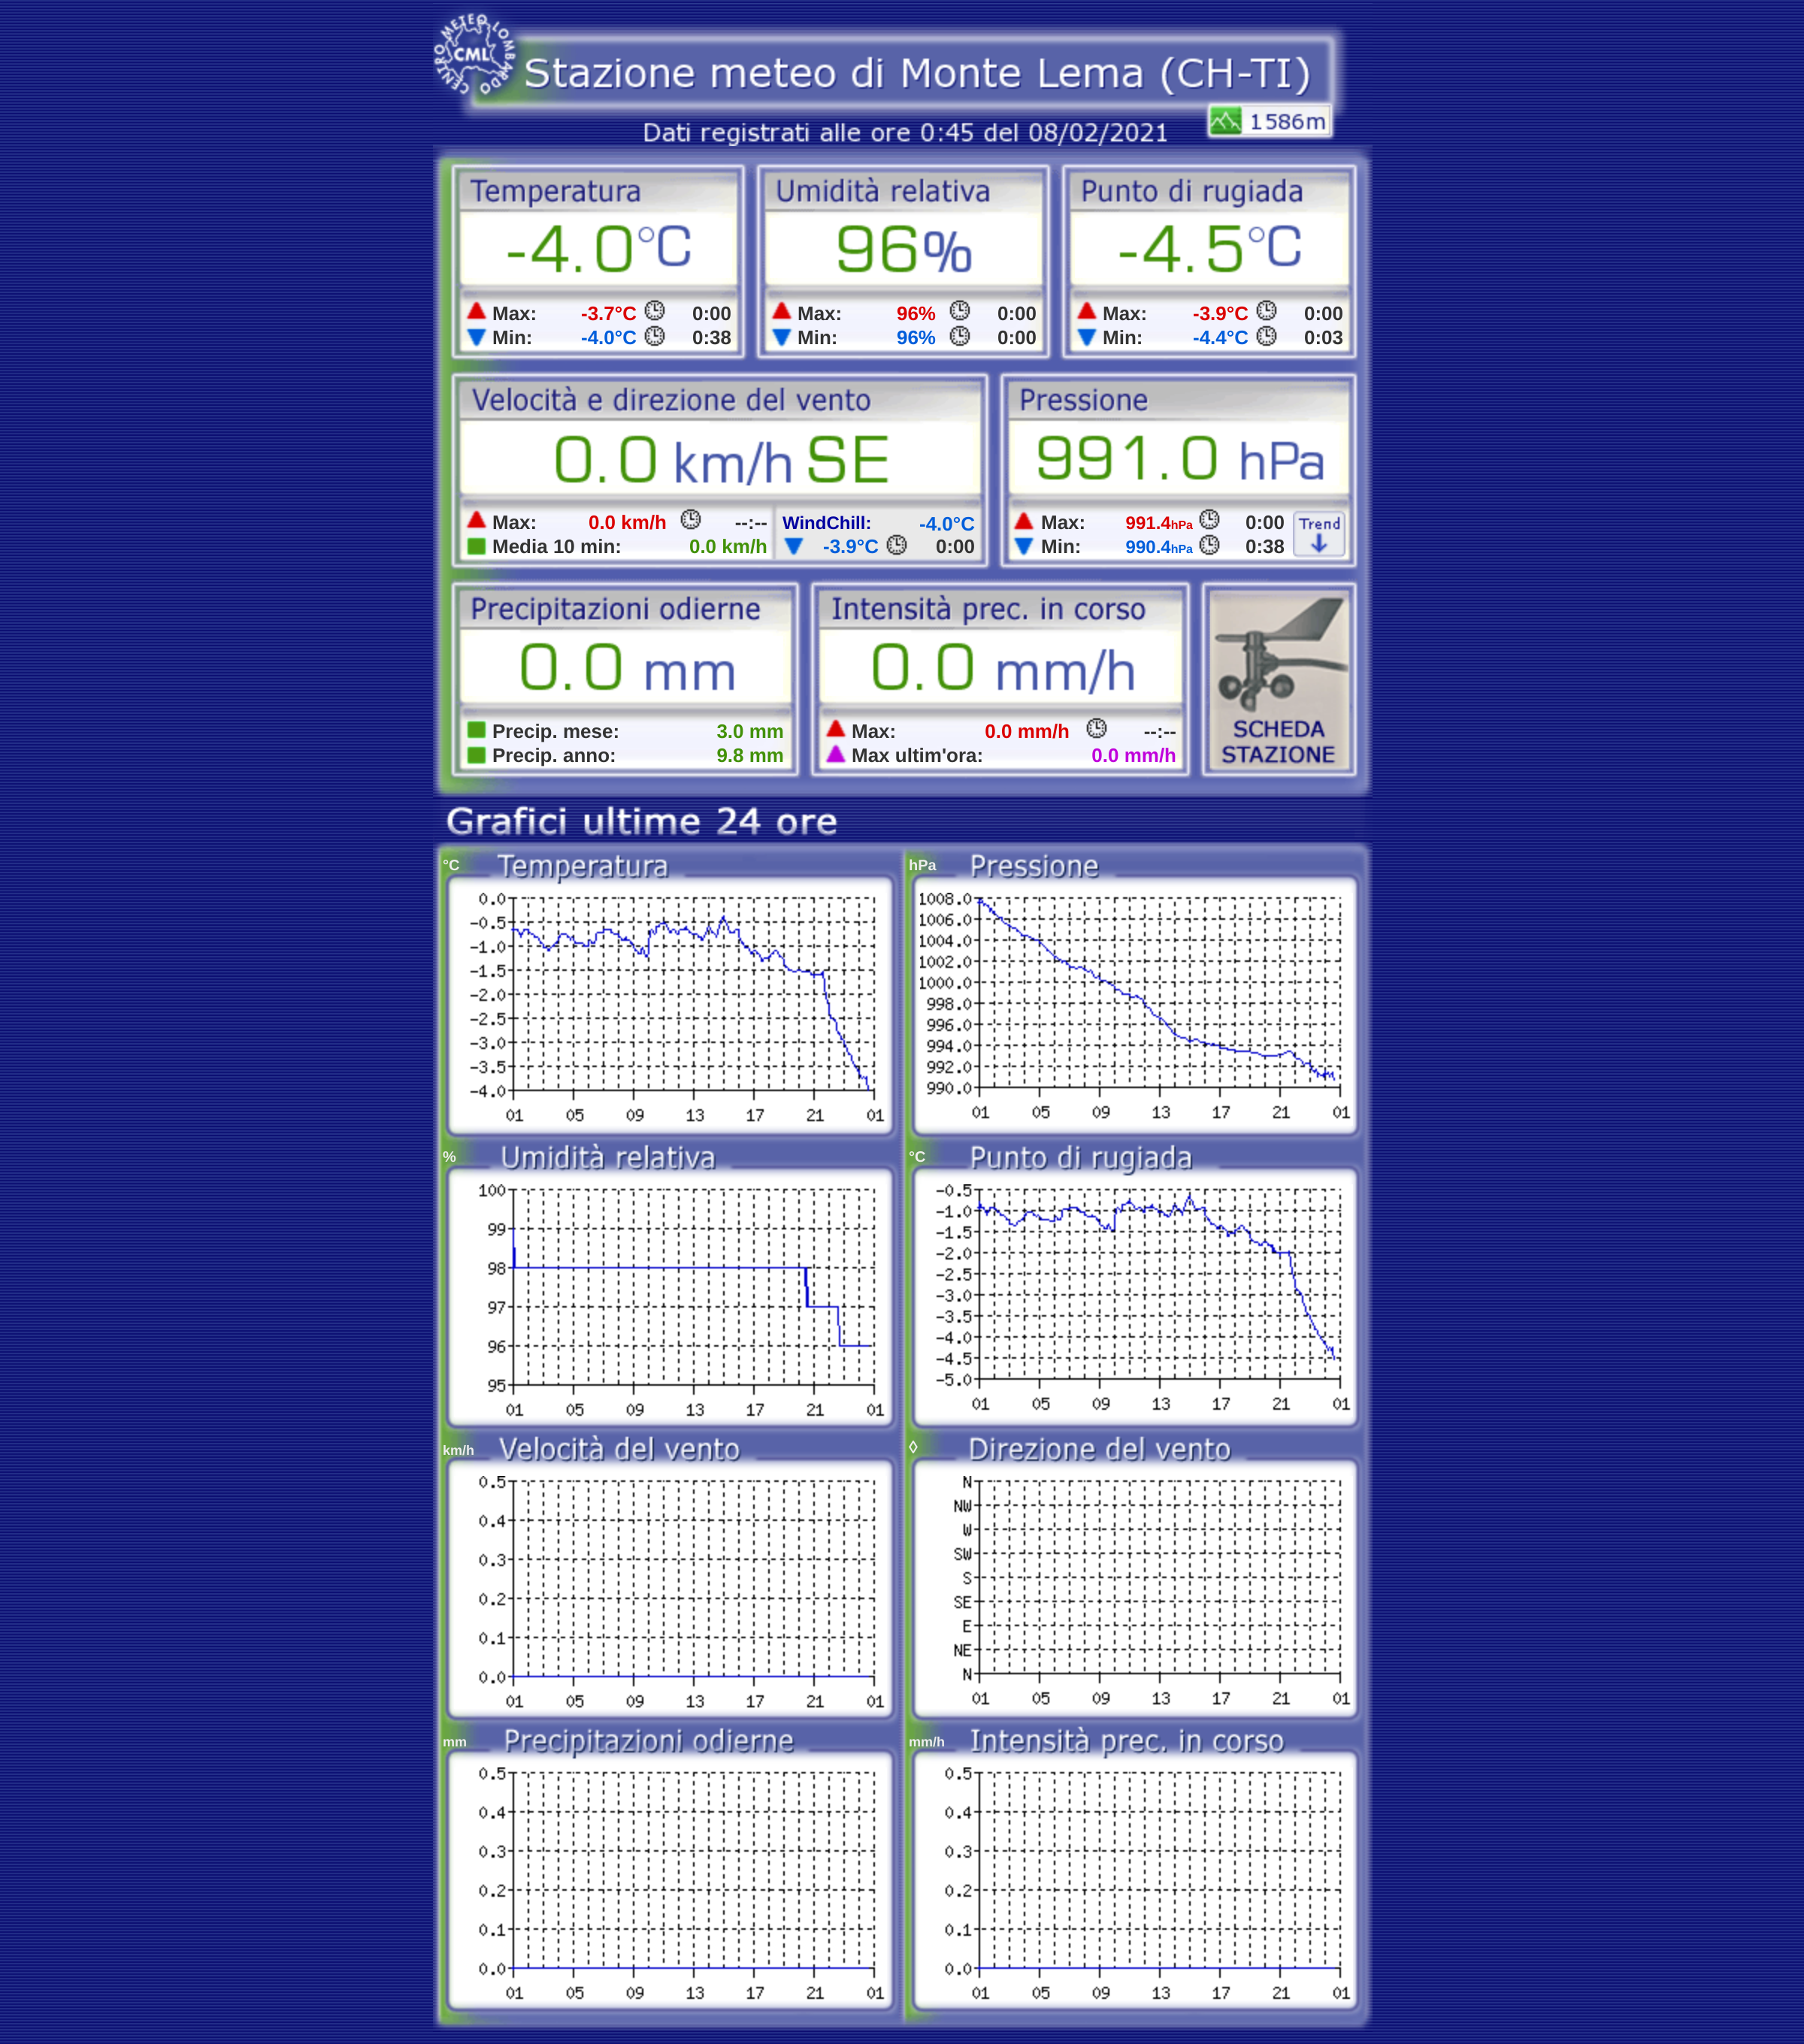 CENTRO METEO LOMBARDO
CML
Stazione meteo di Monte Lema (CH-TI)
1586m
Dati registrati alle ore 0:45 del 08/02/2021
Temperatura
-4.0°C
Max: -3.7°C 0:00
Min: -4.0°C 0:38
Umidità relativa
96%
Max: 96% 0:00
Min: 96% 0:00
Punto di rugiada
-4.5°C
Max: -3.9°C 0:00
Min: -4.4°C 0:03
Velocità e direzione del vento
0.0 km/h SE
Max: 0.0 km/h --:--
Media 10 min: 0.0 km/h
WindChill: -4.0°C
-3.9°C 0:00
Pressione
991.0 hPa
Max: 991.4hPa 0:00
Min: 990.4hPa 0:38
Trend
Precipitazioni odierne
0.0 mm
Precip. mese: 3.0 mm
Precip. anno: 9.8 mm
Intensità prec. in corso
0.0 mm/h
Max: 0.0 mm/h --:--
Max ultim'ora: 0.0 mm/h
SCHEDA
STAZIONE
Grafici ultime 24 ore
°C Temperatura
0.0
-0.5
-1.0
-1.5
-2.0
-2.5
-3.0
-3.5
-4.0
01 05 09 13 17 21 01
hPa Pressione
1008.0
1006.0
1004.0
1002.0
1000.0
998.0
996.0
994.0
992.0
990.0
01 05 09 13 17 21 01
% Umidità relativa
100
99
98
97
96
95
01 05 09 13 17 21 01
°C Punto di rugiada
-0.5
-1.0
-1.5
-2.0
-2.5
-3.0
-3.5
-4.0
-4.5
-5.0
01 05 09 13 17 21 01
km/h Velocità del vento
0.5
0.4
0.3
0.2
0.1
0.0
01 05 09 13 17 21 01
◊ Direzione del vento
N
NW
W
SW
S
SE
E
NE
N
01 05 09 13 17 21 01
mm Precipitazioni odierne
0.5
0.4
0.3
0.2
0.1
0.0
01 05 09 13 17 21 01
mm/h Intensità prec. in corso
0.5
0.4
0.3
0.2
0.1
0.0
01 05 09 13 17 21 01